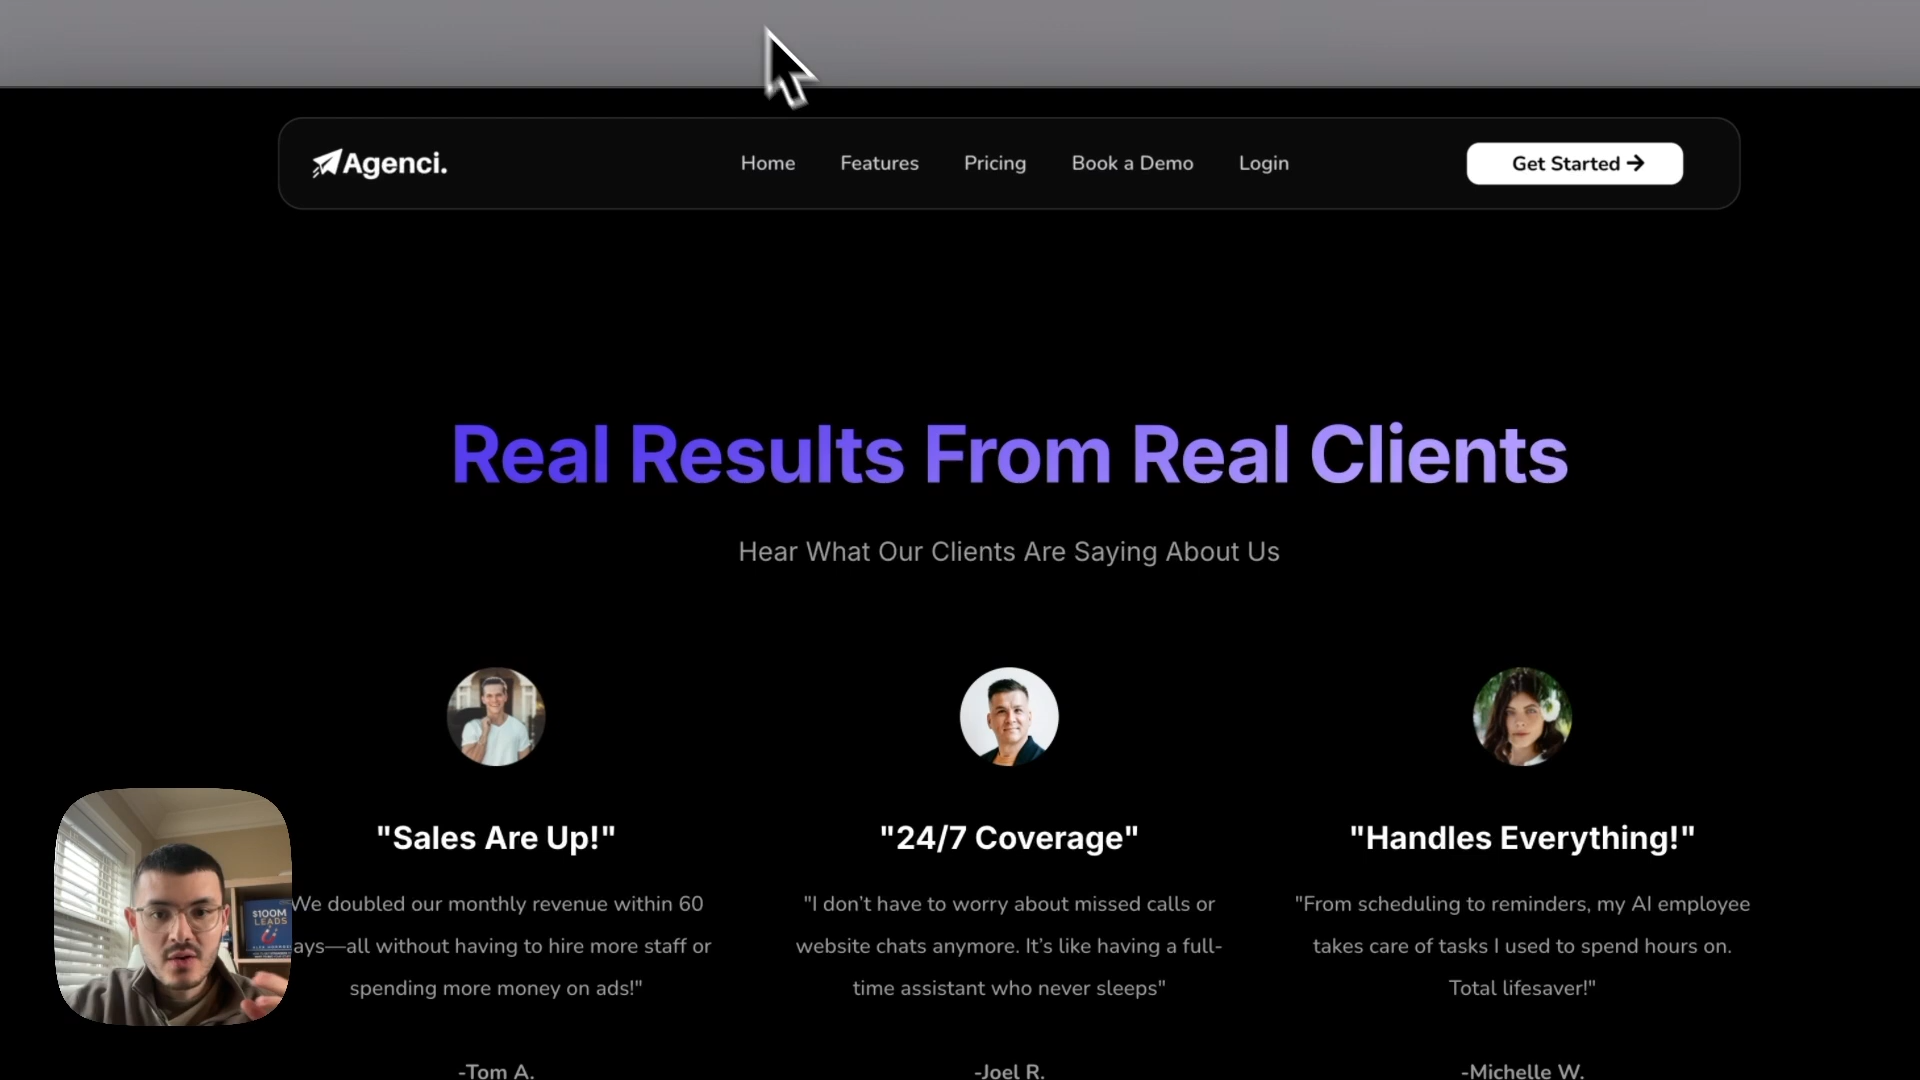 Agenci.
Home
Features
Pricing
Book a Demo
Login
Get Started →
Real Results From Real Clients
Hear What Our Clients Are Saying About Us
"Sales Are Up!"
We doubled our monthly revenue within 60
ays—all without having to hire more staff or
spending more money on ads!"
-Tom A.
"24/7 Coverage"
"I don't have to worry about missed calls or
website chats anymore. It's like having a full-
time assistant who never sleeps"
-Joel R.
"Handles Everything!"
"From scheduling to reminders, my AI employee
takes care of tasks I used to spend hours on.
Total lifesaver!"
-Michelle W.
$100M
LEADS